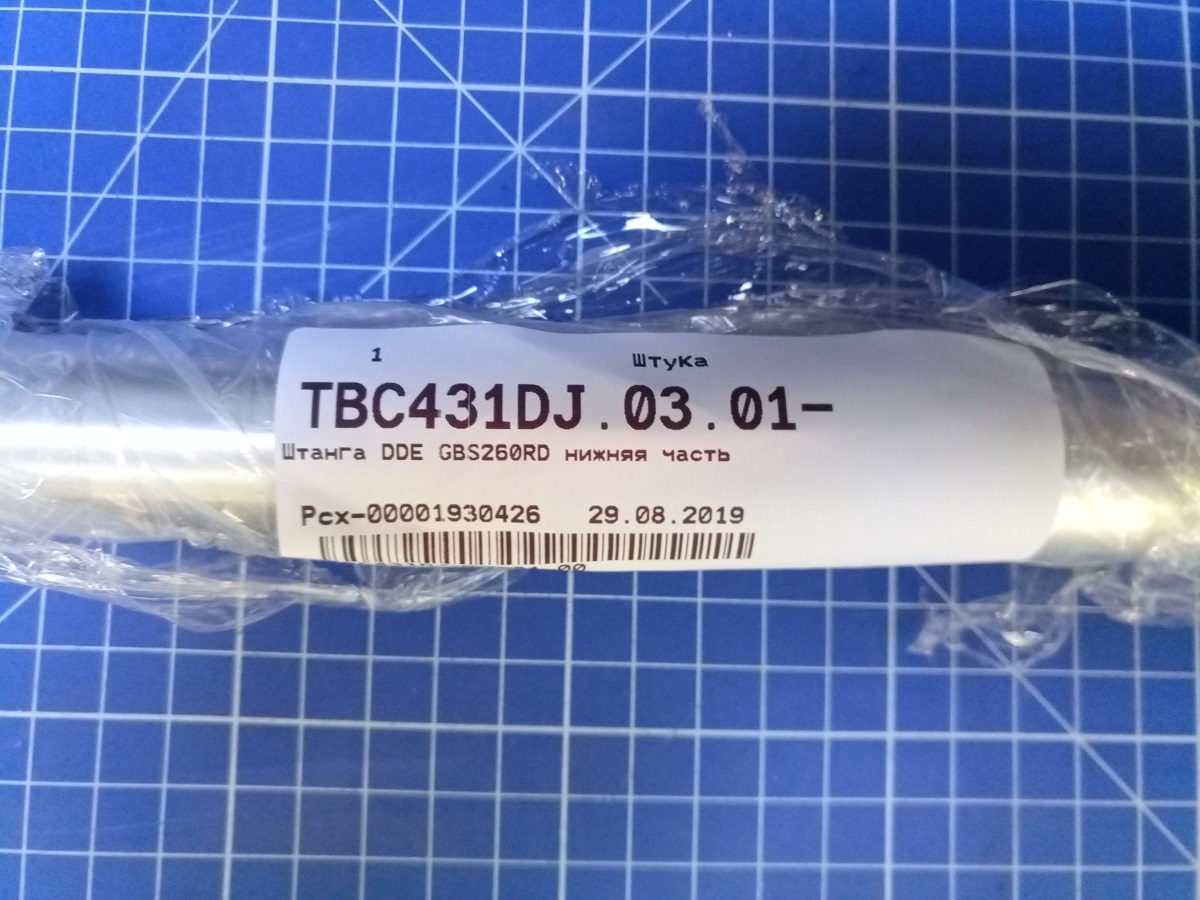 1 Штука
TBC431DJ.03.01-
Штанга DDE GBS260RD нижняя часть
Рсх-00001930426 29.08.2019